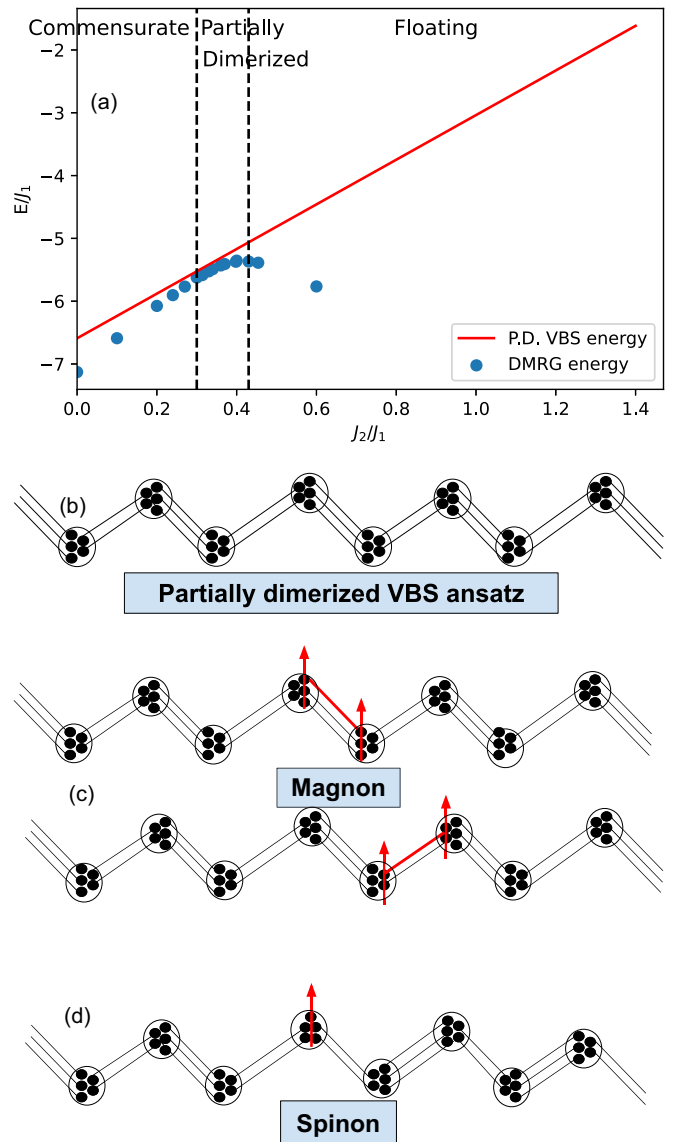 Commensurate Partially
Dimerized
Floating
(a)
−2
−3
−4
−5
−6
−7
E/J₁
0.0 0.2 0.4 0.6 0.8 1.0 1.2 1.4
J₂/J₁
P.D. VBS energy
DMRG energy
(b)
Partially dimerized VBS ansatz
Magnon
(c)
(d)
Spinon